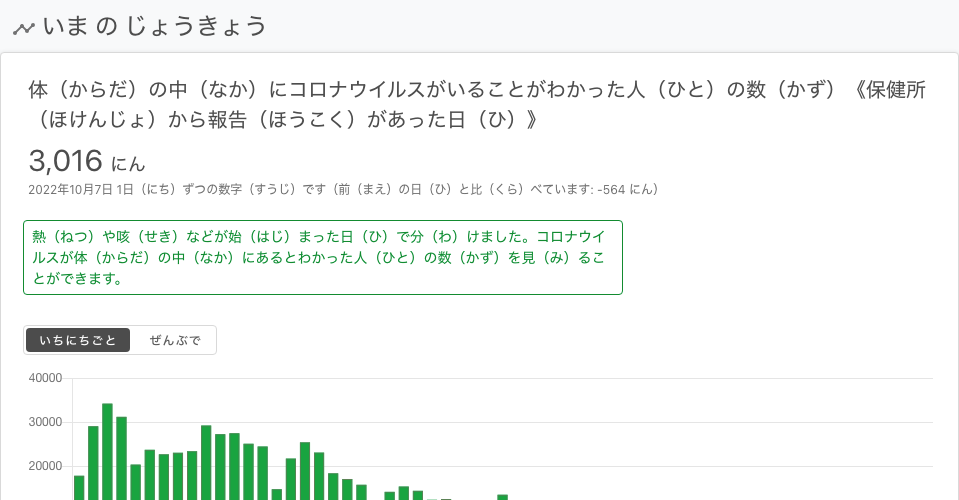 いま の じょうきょう
体（からだ）の中（なか）にコロナウイルスがいることがわかった人（ひと）の数（かず）《保健所
（ほけんじょ）から報告（ほうこく）があった日（ひ）》
3,016 にん
2022年10月7日 1日（にち）ずつの数字（すうじ）です（前（まえ）の日（ひ）と比（くら）べています: -564 にん）
熱（ねつ）や咳（せき）などが始（はじ）まった日（ひ）で分（わ）けました。コロナウイ
ルスが体（からだ）の中（なか）にあるとわかった人（ひと）の数（かず）を見（み）るこ
とができます。
いちにちごと ぜんぶで
40000
30000
20000